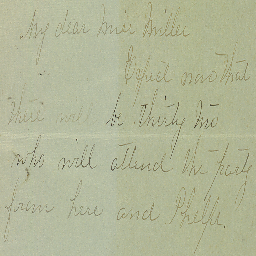 My dear Miss Miller
Expect now that
there will be thirty two
who will attend the party
from here and Phelps.